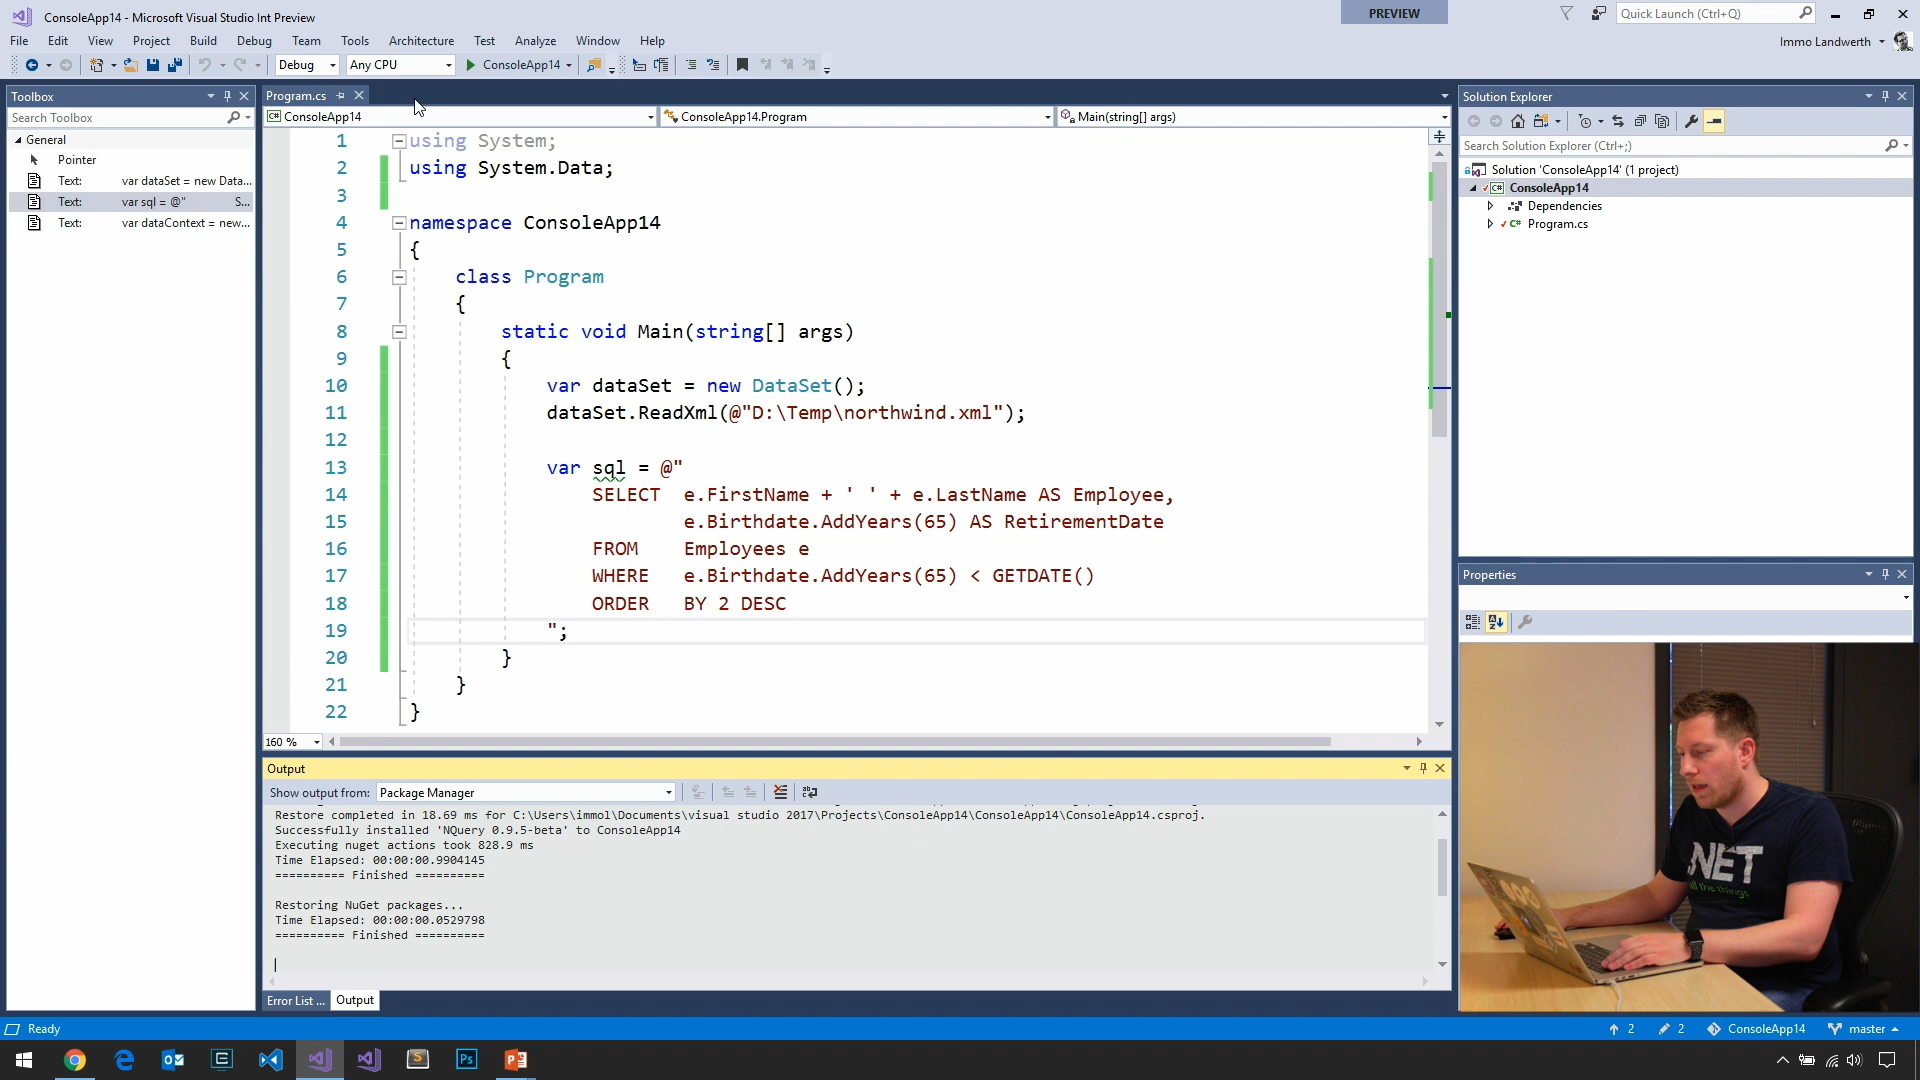 ConsoleApp14 - Microsoft Visual Studio Int Preview
PREVIEW
Quick Launch (Ctrl+Q)
File Edit View Project Build Debug Team Tools Architecture Test Analyze Window Help
Immo Landwerth
Debug Any CPU ConsoleApp14
Toolbox
Search Toolbox
General
Pointer
Text: var dataSet = new Data...
Text: var sql = @" S...
Text: var dataContext = new...
Program.cs
ConsoleApp14 ConsoleApp14.Program Main(string[] args)
1 using System;
2 using System.Data;
3
4 namespace ConsoleApp14
5 {
6 class Program
7 {
8 static void Main(string[] args)
9 {
10 var dataSet = new DataSet();
11 dataSet.ReadXml(@"D:\Temp\northwind.xml");
12
13 var sql = @"
14 SELECT e.FirstName + ' ' + e.LastName AS Employee,
15 e.Birthdate.AddYears(65) AS RetirementDate
16 FROM Employees e
17 WHERE e.Birthdate.AddYears(65) < GETDATE()
18 ORDER BY 2 DESC
19 ";
20 }
21 }
22 }
160 %
Output
Show output from: Package Manager
Restore completed in 18.69 ms for C:\Users\immol\Documents\visual studio 2017\Projects\ConsoleApp14\ConsoleApp14\ConsoleApp14.csproj.
Successfully installed 'NQuery 0.9.5-beta' to ConsoleApp14
Executing nuget actions took 828.9 ms
Time Elapsed: 00:00:00.9904145
========== Finished ==========
Restoring NuGet packages...
Time Elapsed: 00:00:00.0529798
========== Finished ==========
Error List ... Output
Solution Explorer
Search Solution Explorer (Ctrl+;)
Solution 'ConsoleApp14' (1 project)
ConsoleApp14
Dependencies
C# Program.cs
Properties
.NET
all the things
Ready
2 2 ConsoleApp14 master
Ps